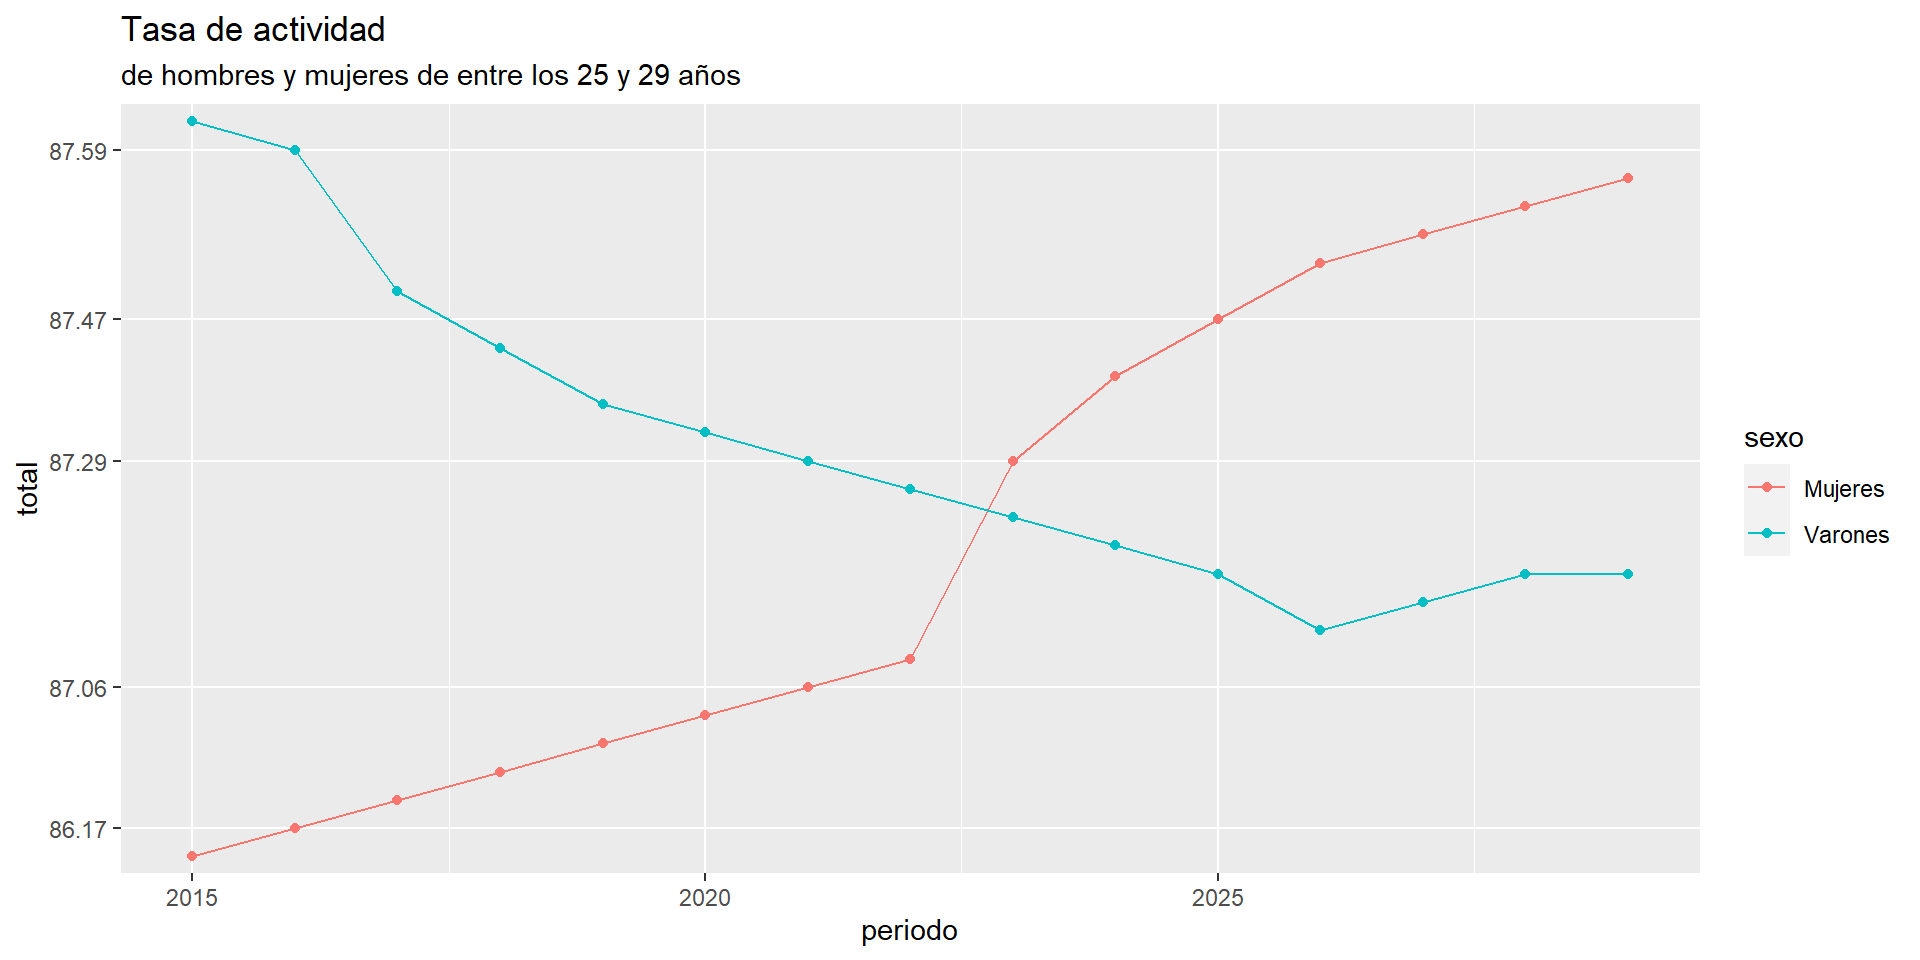 Tasa de actividad
de hombres y mujeres de entre los 25 y 29 años
87.59
87.47
87.29
87.06
86.17
total
2015
2020
2025
periodo
sexo
Mujeres
Varones